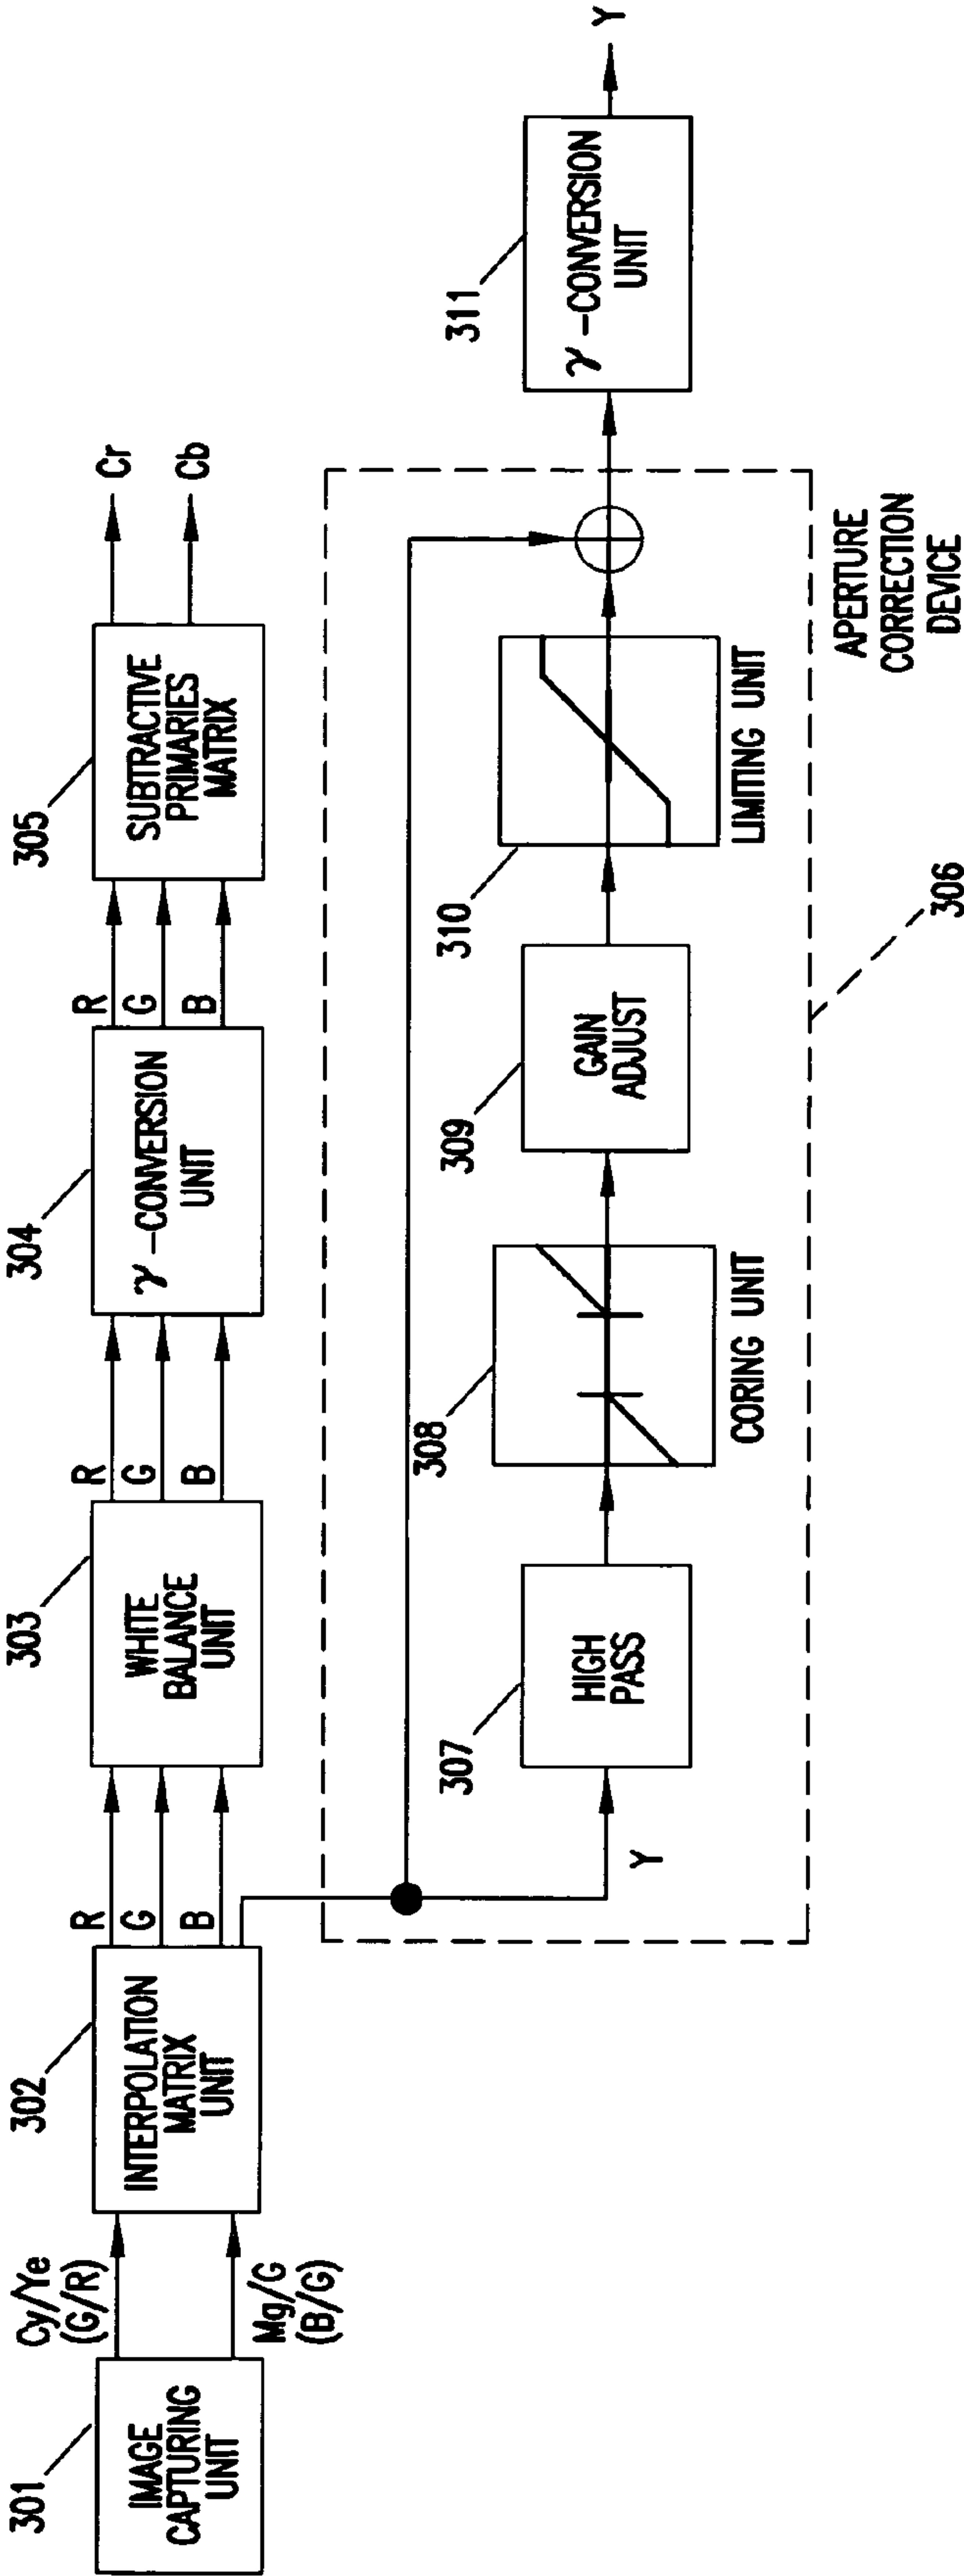 301
IMAGE
CAPTURING
UNIT
Cy/Ye
(G/R)
Mg/G
(B/G)
302
INTERPOLATION
MATRIX
UNIT
R
G
B
303
WHITE
BALANCE
UNIT
R
G
B
304
γ-CONVERSION
UNIT
R
G
B
305
SUBTRACTIVE
PRIMARIES
MATRIX
Cr
Cb
Y
307
HIGH
PASS
308
CORING UNIT
309
GAIN
ADJUST
310
LIMITING UNIT
306
APERTURE
CORRECTION
DEVICE
311
γ-CONVERSION
UNIT
Y